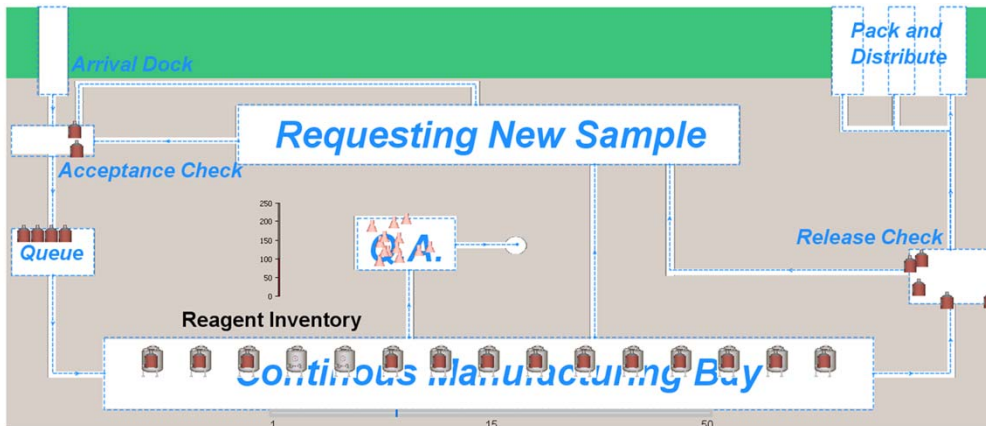 Pack and
Distribute
Arrival Dock
Requesting New Sample
Acceptance Check
250
200
150
100
50
0
Q.A.
Release Check
Queue
Reagent Inventory
Continous Manufacturing Bay
1
15
50